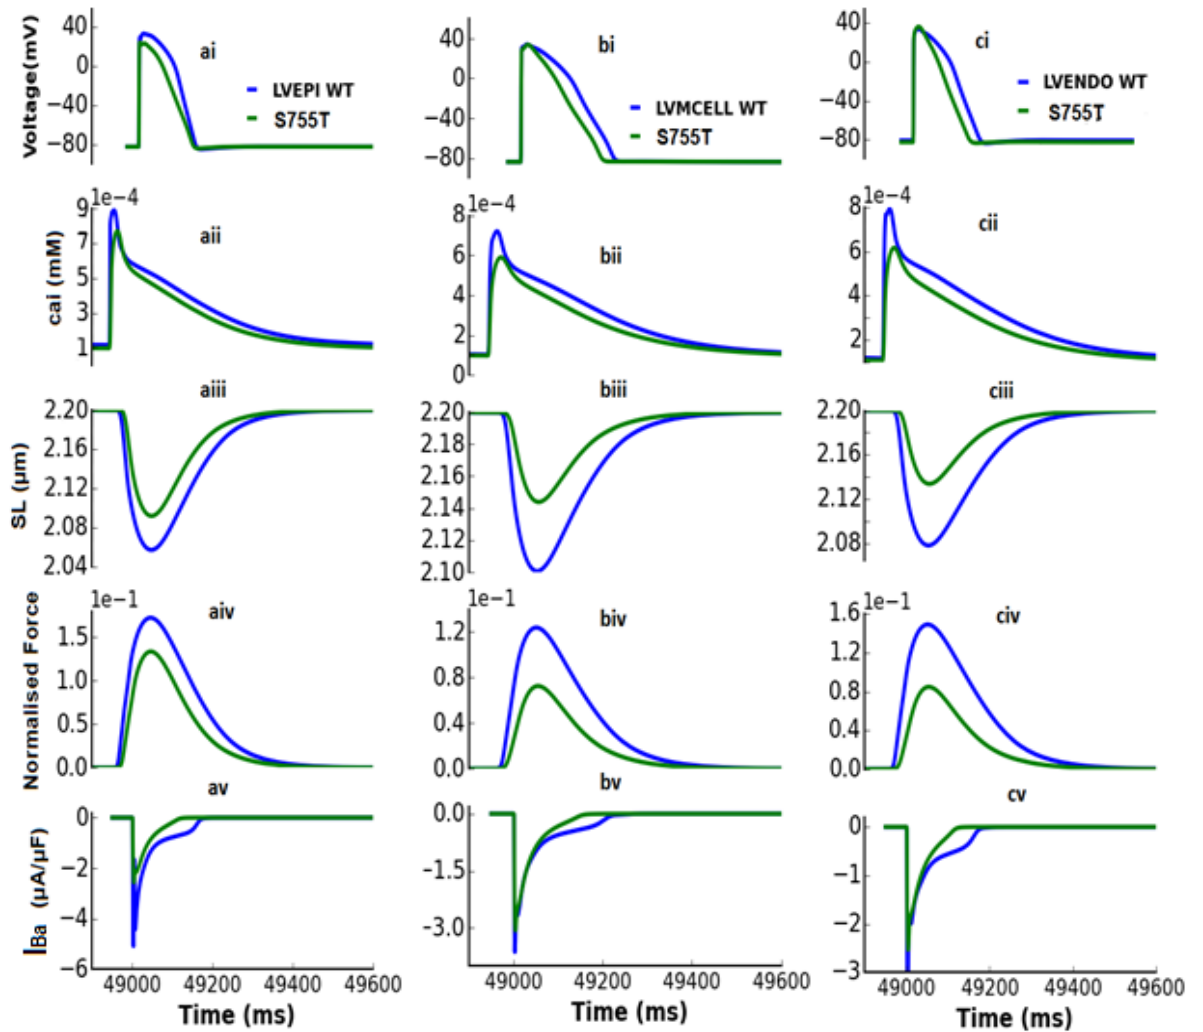 Voltage(mV)
40
0
−40
−80
ai
LVEPI WT
S755T
40
0
−40
−80
bi
LVMCELL WT
S755T
40
0
−40
−80
ci
LVENDO WT
S755T
cai (mM)
1e−4
9
7
5
3
1
aii
1e−4
8
6
4
2
0
bii
1e−4
8
6
4
2
cii
SL (μm)
2.20
2.16
2.12
2.08
2.04
aiii
2.20
2.18
2.16
2.14
2.12
2.10
biii
2.20
2.16
2.12
2.08
ciii
Normalised Force
1e−1
1.5
1.0
0.5
0.0
aiv
1e−1
1.2
0.8
0.4
0
biv
1e−1
1.6
1.2
0.8
0.4
0
civ
IBa (μA/μF)
0
−2
−4
−6
av
0.0
-1.5
-3.0
bv
0
−1
−2
−3
cv
49000 49200 49400 49600
Time (ms)
49000 49200 49400 49600
Time (ms)
49000 49200 49400 49600
Time (ms)